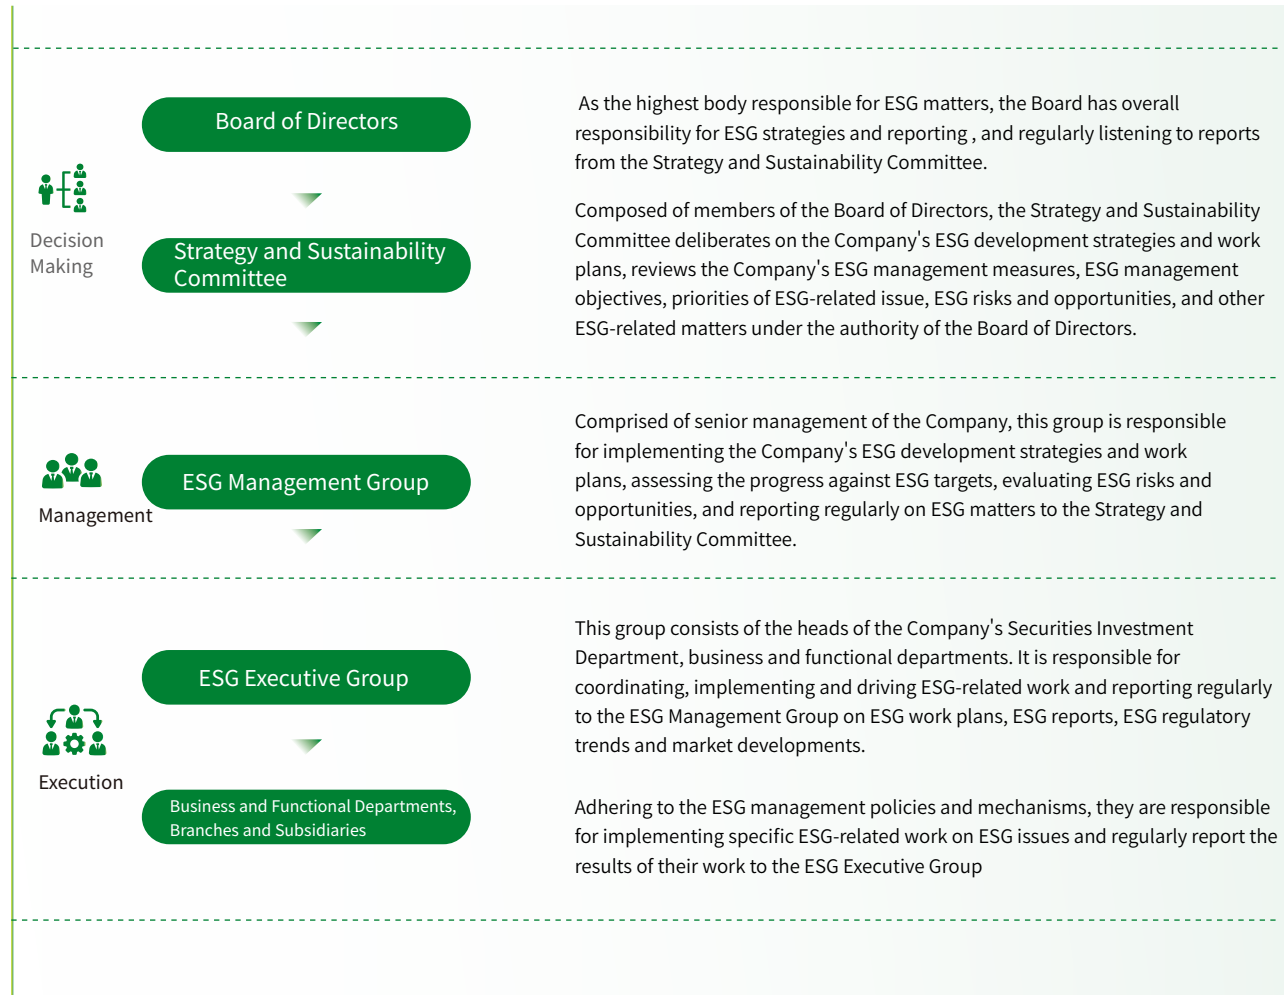 Board of Directors
As the highest body responsible for ESG matters, the Board has overall
responsibility for ESG strategies and reporting , and regularly listening to reports
from the Strategy and Sustainability Committee.
Decision
Making
Strategy and Sustainability
Committee
Composed of members of the Board of Directors, the Strategy and Sustainability
Committee deliberates on the Company's ESG development strategies and work
plans, reviews the Company's ESG management measures, ESG management
objectives, priorities of ESG-related issue, ESG risks and opportunities, and other
ESG-related matters under the authority of the Board of Directors.
Management
ESG Management Group
Comprised of senior management of the Company, this group is responsible
for implementing the Company's ESG development strategies and work
plans, assessing the progress against ESG targets, evaluating ESG risks and
opportunities, and reporting regularly on ESG matters to the Strategy and
Sustainability Committee.
Execution
ESG Executive Group
This group consists of the heads of the Company's Securities Investment
Department, business and functional departments. It is responsible for
coordinating, implementing and driving ESG-related work and reporting regularly
to the ESG Management Group on ESG work plans, ESG reports, ESG regulatory
trends and market developments.
Business and Functional Departments,
Branches and Subsidiaries
Adhering to the ESG management policies and mechanisms, they are responsible
for implementing specific ESG-related work on ESG issues and regularly report the
results of their work to the ESG Executive Group